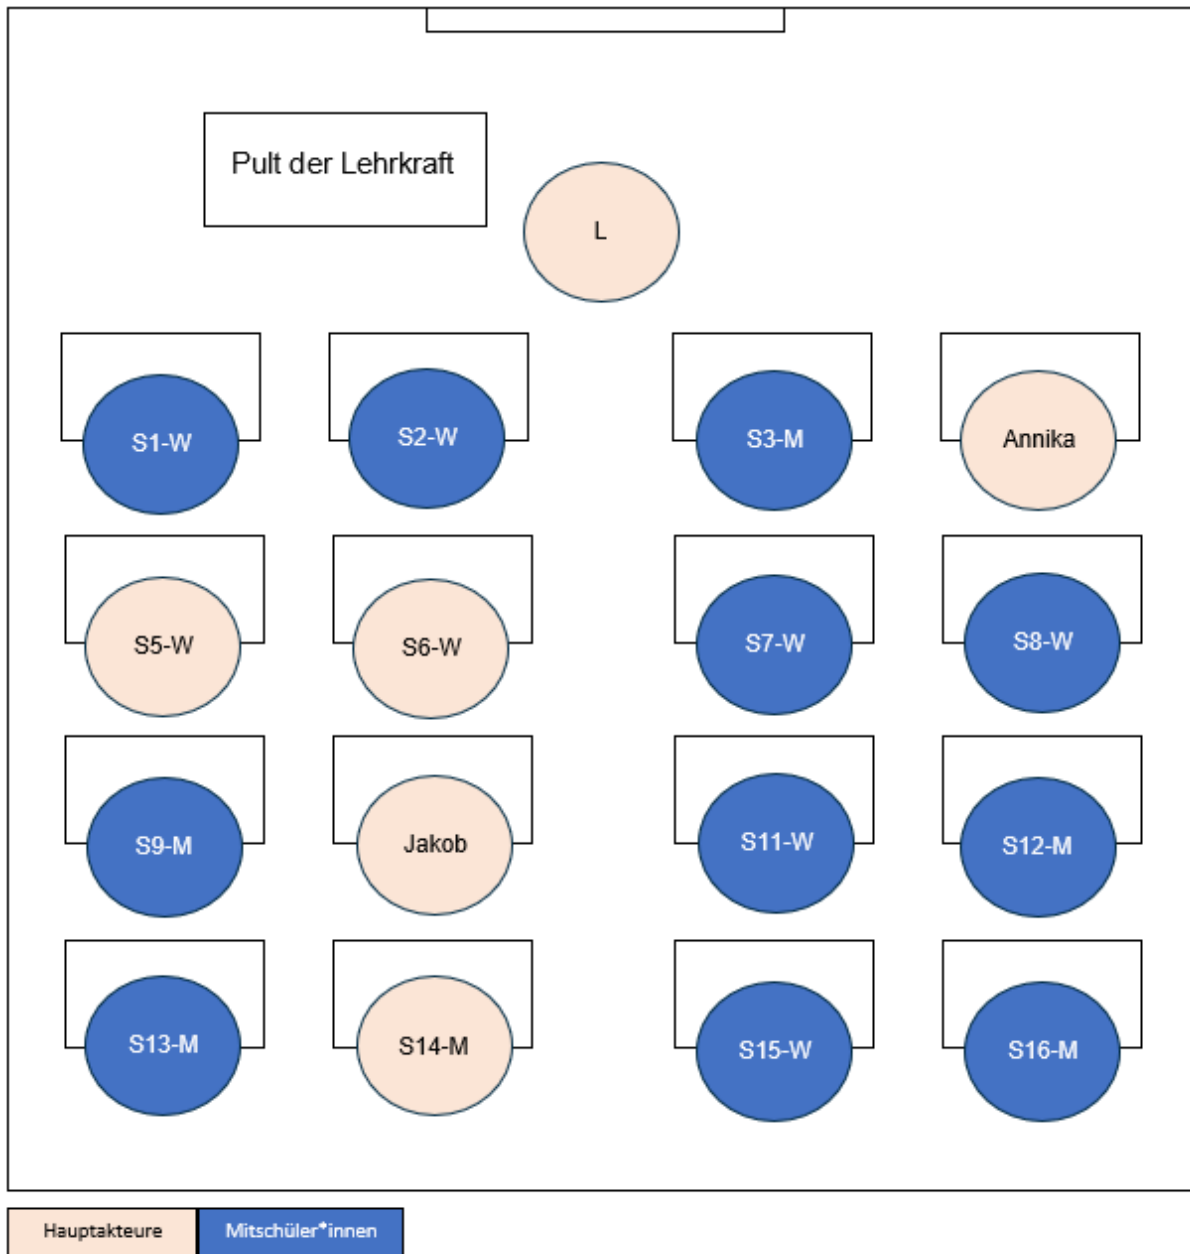 Pult der Lehrkraft
L
S1-W
S2-W
S3-M
Annika
S5-W
S6-W
S7-W
S8-W
S9-M
Jakob
S11-W
S12-M
S13-M
S14-M
S15-W
S16-M
Hauptakteure
Mitschüler*innen